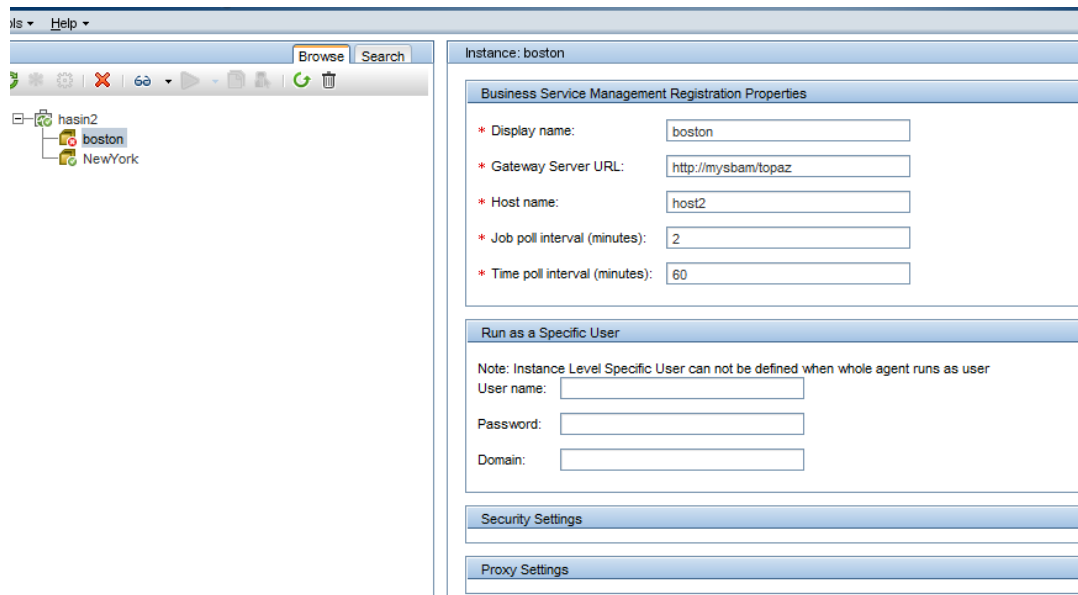 ols Help
Browse Search
hasin2
boston
NewYork
Instance: boston
Business Service Management Registration Properties
* Display name: boston
* Gateway Server URL: http://mysbam/topaz
* Host name: host2
* Job poll interval (minutes): 2
* Time poll interval (minutes): 60
Run as a Specific User
Note: Instance Level Specific User can not be defined when whole agent runs as user
User name:
Password:
Domain:
Security Settings
Proxy Settings